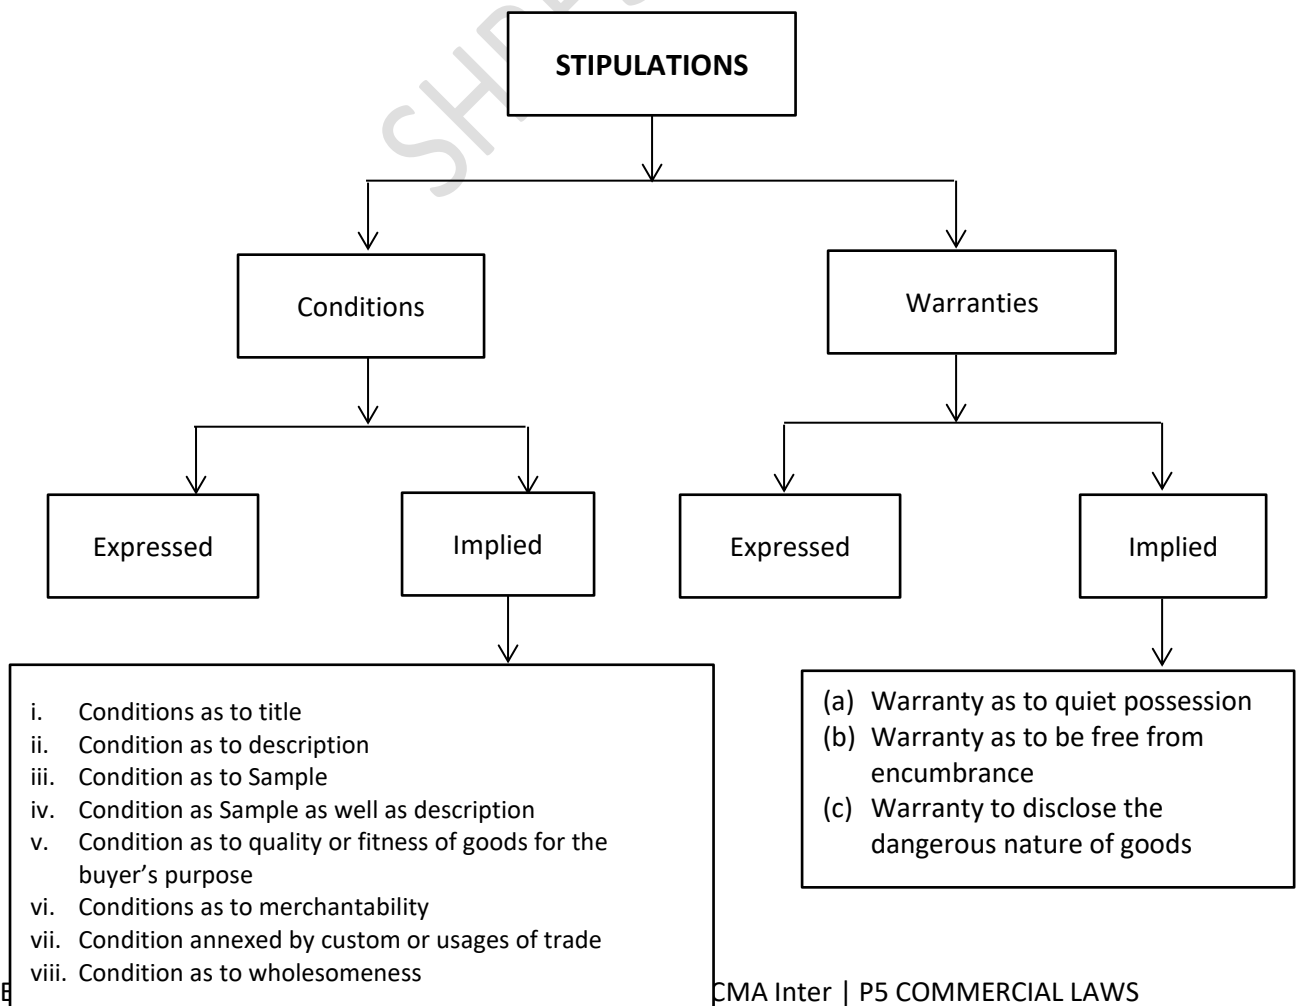 STIPULATIONS
Conditions
Warranties
Expressed
Implied
Expressed
Implied
i. Conditions as to title
ii. Condition as to description
iii. Condition as to Sample
iv. Condition as Sample as well as description
v. Condition as to quality or fitness of goods for the
buyer's purpose
vi. Conditions as to merchantability
vii. Condition annexed by custom or usages of trade
viii. Condition as to wholesomeness
(a) Warranty as to quiet possession
(b) Warranty as to be free from
encumbrance
(c) Warranty to disclose the
dangerous nature of goods
CMA Inter | P5 COMMERCIAL LAWS